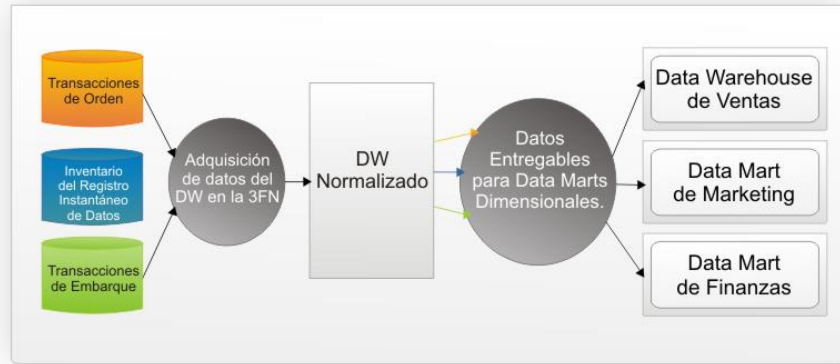 Transacciones
de Orden
Inventario
del Registro
Instantáneo
de Datos
Transacciones
de Embarque
Adquisición
de datos del
DW en la 3FN
DW
Normalizado
Datos
Entregables
para Data Marts
Dimensionales.
Data Warehouse
de Ventas
Data Mart
de Marketing
Data Mart
de Finanzas